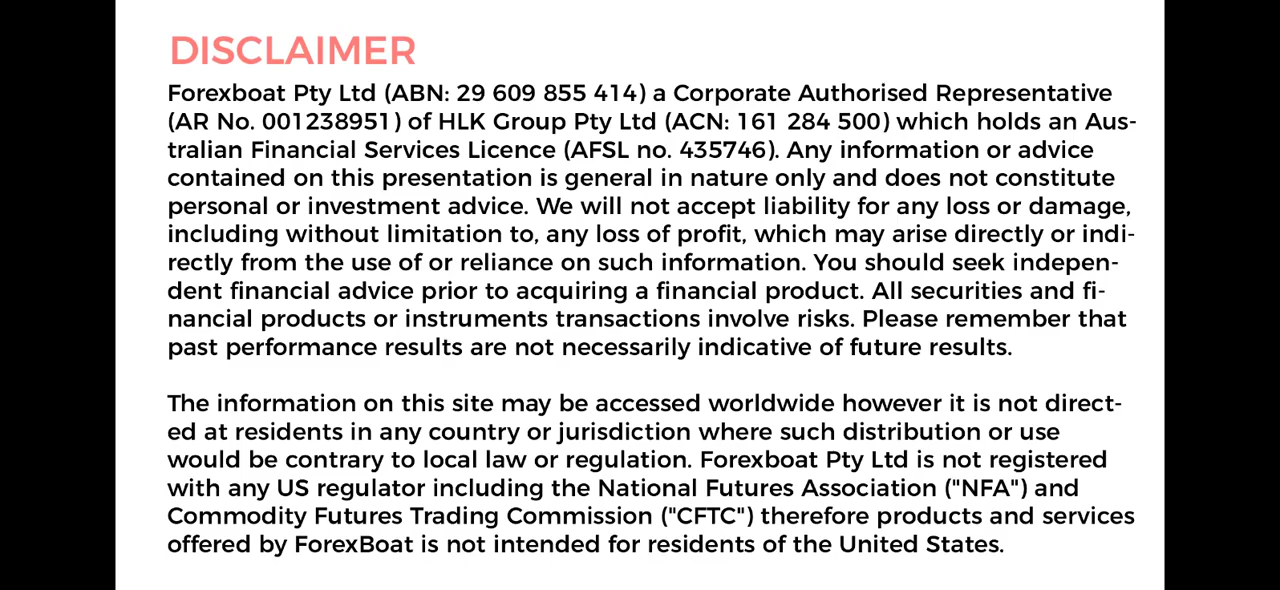 DISCLAIMER
Forexboat Pty Ltd (ABN: 29 609 855 414) a Corporate Authorised Representative
(AR No. 001238951) of HLK Group Pty Ltd (ACN: 161 284 500) which holds an Aus-
tralian Financial Services Licence (AFSL no. 435746). Any information or advice
contained on this presentation is general in nature only and does not constitute
personal or investment advice. We will not accept liability for any loss or damage,
including without limitation to, any loss of profit, which may arise directly or indi-
rectly from the use of or reliance on such information. You should seek indepen-
dent financial advice prior to acquiring a financial product. All securities and fi-
nancial products or instruments transactions involve risks. Please remember that
past performance results are not necessarily indicative of future results.
The information on this site may be accessed worldwide however it is not direct-
ed at residents in any country or jurisdiction where such distribution or use
would be contrary to local law or regulation. Forexboat Pty Ltd is not registered
with any US regulator including the National Futures Association ("NFA") and
Commodity Futures Trading Commission ("CFTC") therefore products and services
offered by ForexBoat is not intended for residents of the United States.